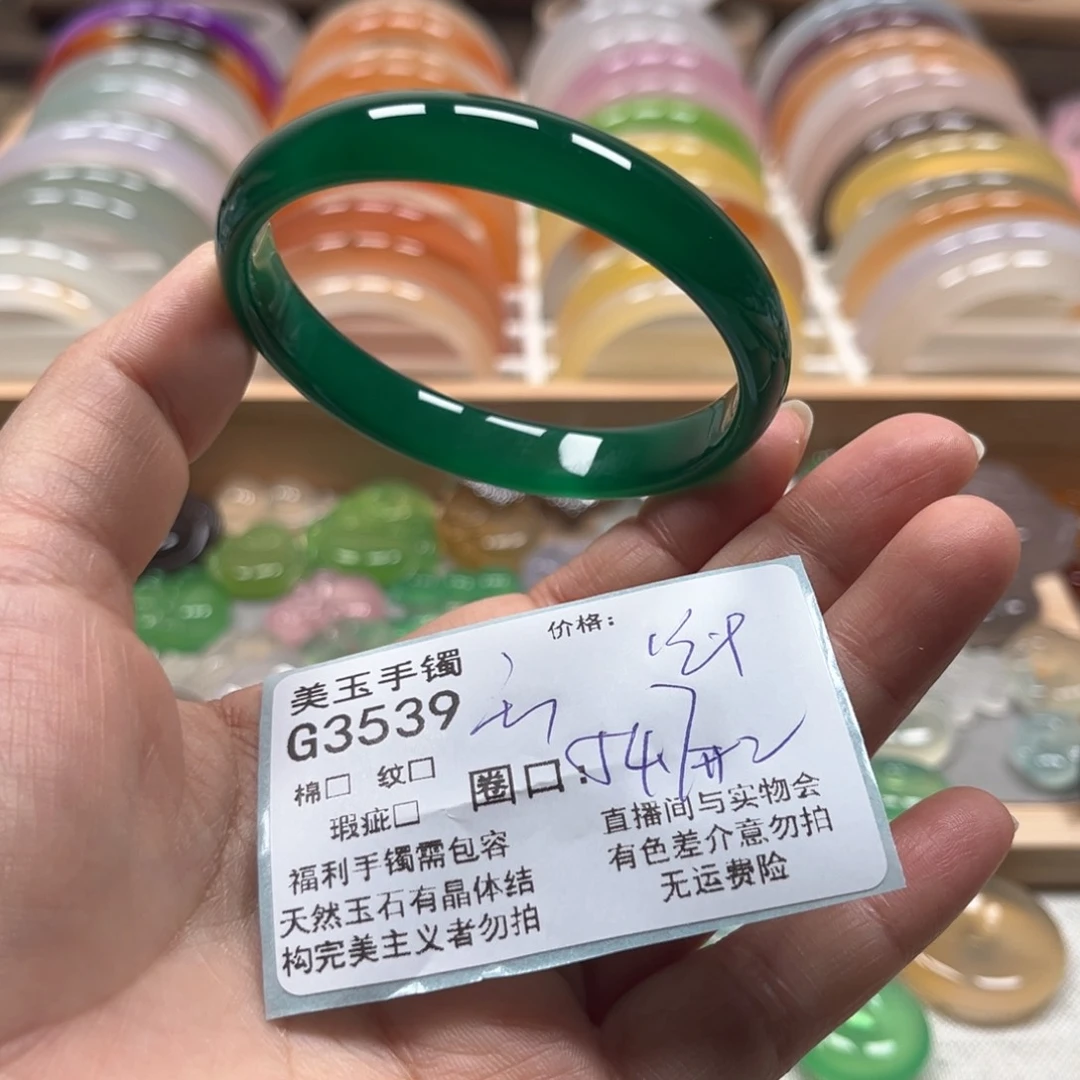 价格:
美玉手镯
G3539
棉□ 纹□
圈口:54
瑕疵□
福利手镯需包容
天然玉石有晶体结
构完美主义者勿拍
直播间与实物会
有色差介意勿拍
无运费险